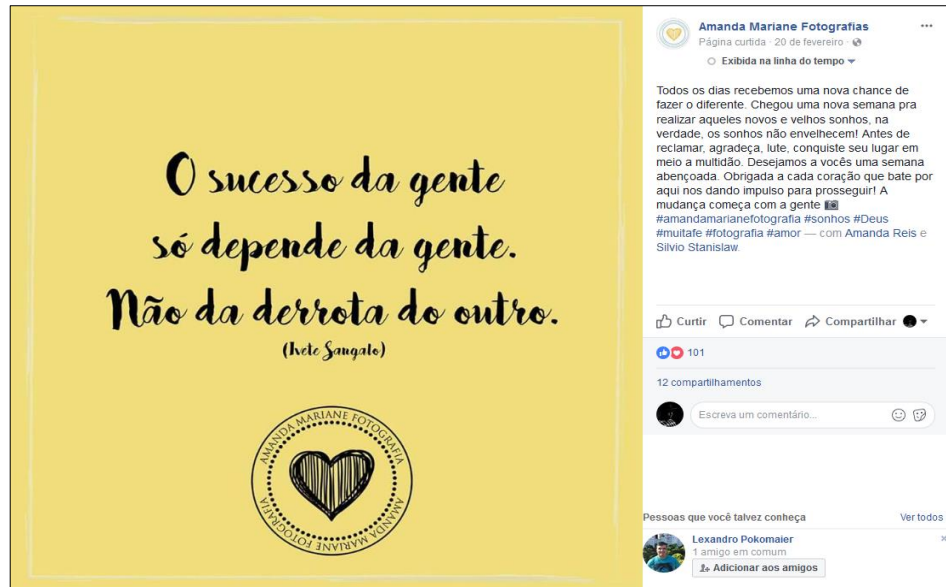 O sucesso da gente
só depende da gente.
Não da derrota do outro.
(Ivete Sangalo)
AMANDA MARIANE FOTOGRAFIA
AMANDA MARIANE FOTOGRAFIA
Amanda Mariane Fotografias
Página curtida · 20 de fevereiro ·
Exibida na linha do tempo
Todos os dias recebemos uma nova chance de
fazer o diferente. Chegou uma nova semana pra
realizar aqueles novos e velhos sonhos, na
verdade, os sonhos não envelhecem! Antes de
reclamar, agradeça, lute, conquiste seu lugar em
meio a multidão. Desejamos a vocês uma semana
abençoada. Obrigada a cada coração que bate por
aqui nos dando impulso para prosseguir! A
mudança começa com a gente 📷
#amandamarianefotografia #sonhos #Deus
#muitafe #fotografia #amor — com Amanda Reis e
Silvio Stanislaw.
Curtir Comentar Compartilhar
101
12 compartilhamentos
Escreva um comentário...
Pessoas que você talvez conheça Ver todos
Lexandro Pokomaier
1 amigo em comum
Adicionar aos amigos